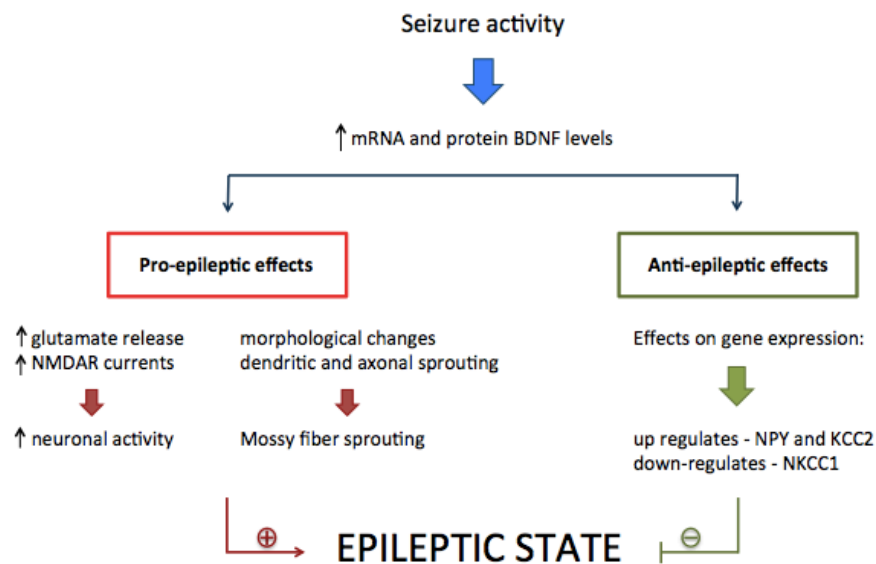 Seizure activity
↑ mRNA and protein BDNF levels
Pro-epileptic effects
Anti-epileptic effects
↑ glutamate release
↑ NMDAR currents
morphological changes
dendritic and axonal sprouting
Effects on gene expression:
↑ neuronal activity
Mossy fiber sprouting
up regulates - NPY and KCC2
down-regulates - NKCC1
⊕
EPILEPTIC STATE
⊖